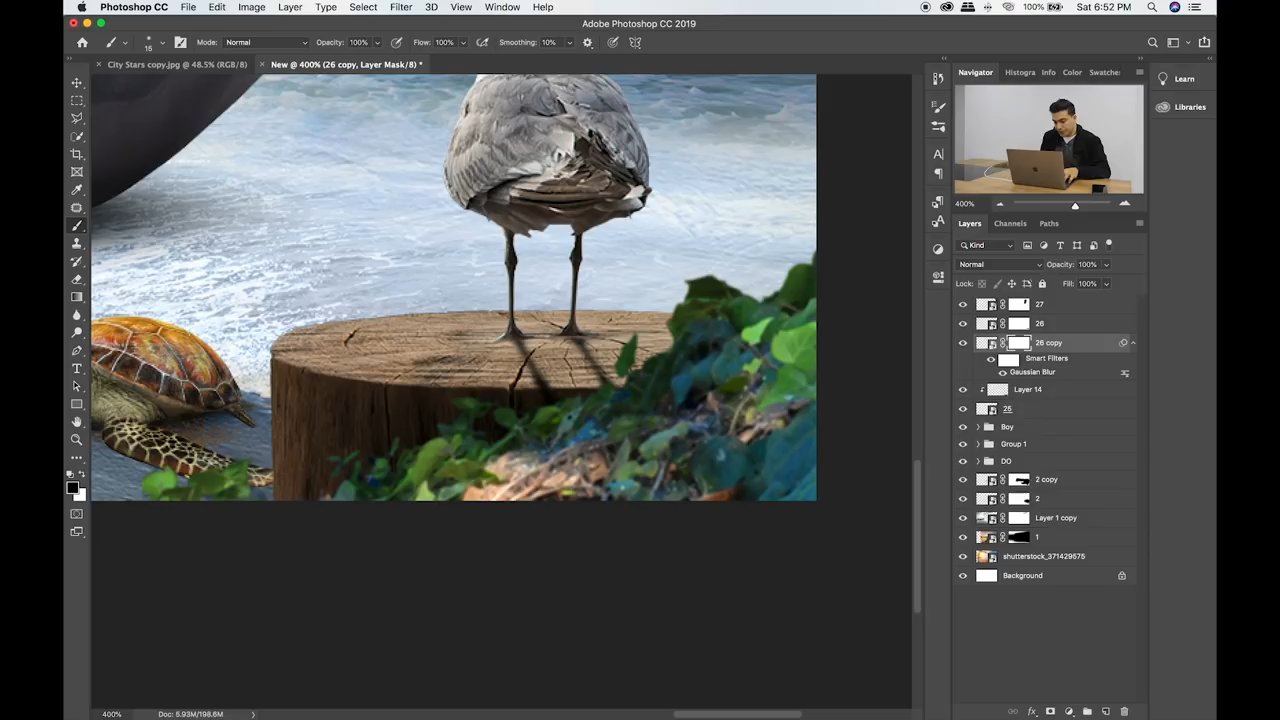 Photoshop CC File Edit Image Layer Type Select Filter 3D View Window Help 100% Sat 6:52 PM
Adobe Photoshop CC 2019
15 Mode: Normal Opacity: 100% Flow: 100% Smoothing: 10%
× City Stars copy.jpg @ 48.5% (RGB/8) × New @ 400% (26 copy, Layer Mask/8) *
Navigator Histogra Info Color Swatche:
Learn
Libraries
400%
Layers Channels Paths
Kind
Normal Opacity: 100%
Lock: Fill: 100%
27
26
26 copy
Smart Filters
Gaussian Blur
Layer 14
25
Boy
Group 1
DO
2 copy
2
Layer 1 copy
1
shutterstock_371429575
Background
400% Doc: 5.93M/198.6M
fx